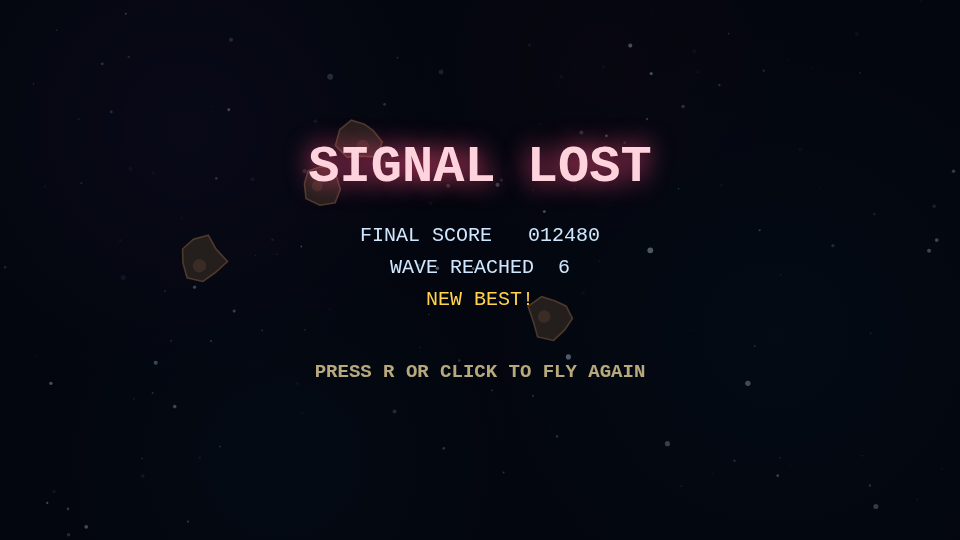 SIGNAL LOST
FINAL SCORE 012480
WAVE REACHED 6
NEW BEST!
PRESS R OR CLICK TO FLY AGAIN